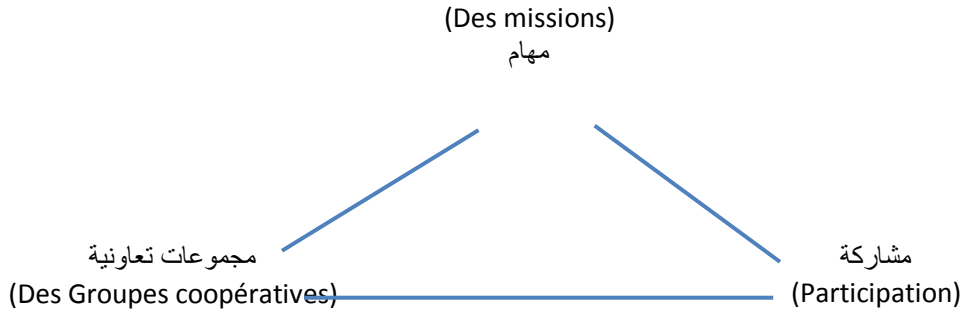 (Des missions)
مهام
مجموعات تعاونية
(Des Groupes coopératives)
مشاركة
(Participation)